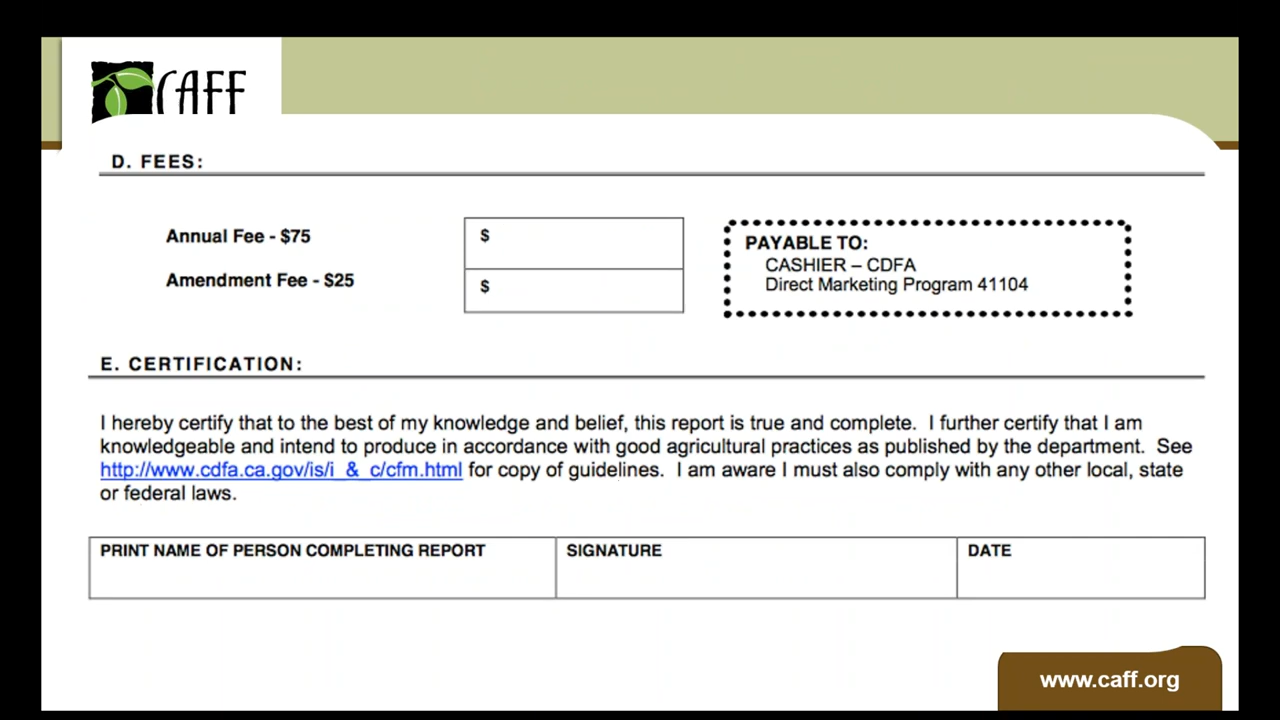 CAFF
D. FEES:
Annual Fee - $75
$
Amendment Fee - $25
$
PAYABLE TO:
CASHIER – CDFA
Direct Marketing Program 41104
E. CERTIFICATION:
I hereby certify that to the best of my knowledge and belief, this report is true and complete.  I further certify that I am
knowledgeable and intend to produce in accordance with good agricultural practices as published by the department.  See
http://www.cdfa.ca.gov/is/i_&_c/cfm.html for copy of guidelines.  I am aware I must also comply with any other local, state
or federal laws.
PRINT NAME OF PERSON COMPLETING REPORT
SIGNATURE
DATE
www.caff.org